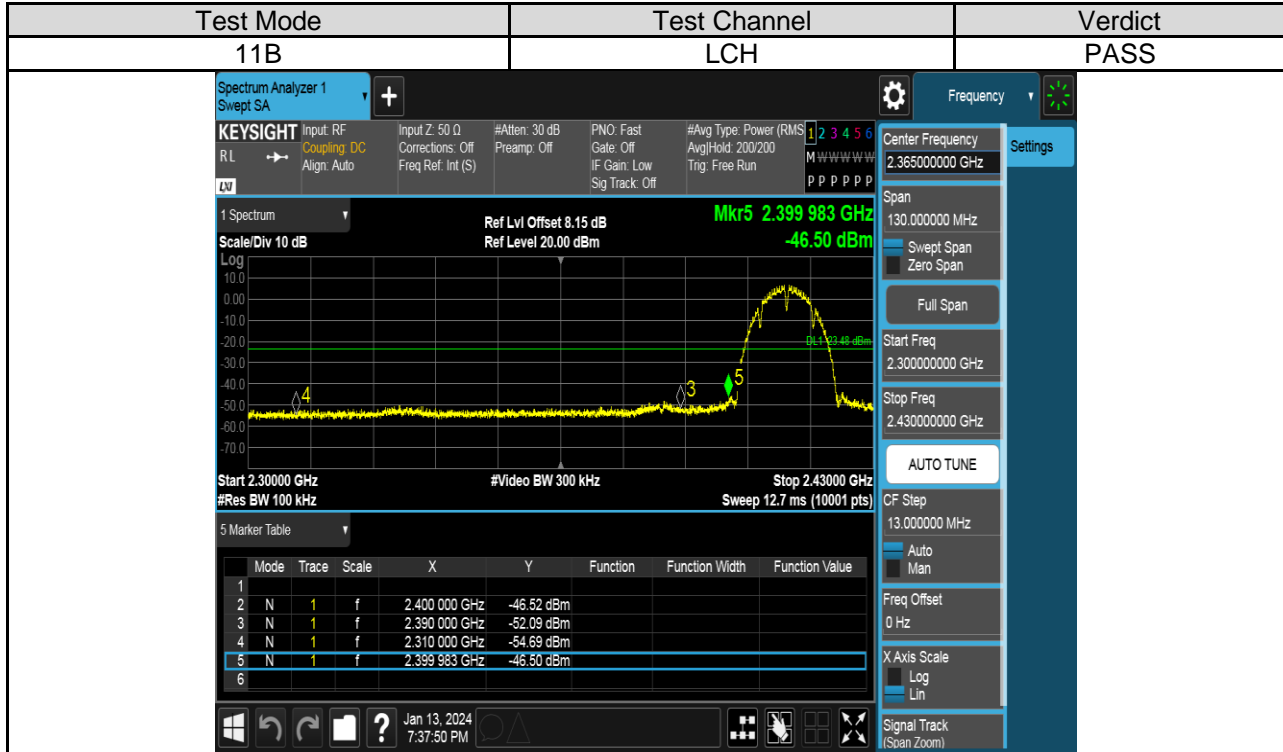 Test Mode Test Channel Verdict
11B LCH PASS
Spectrum Analyzer 1
Swept SA
+
Frequency
KEYSIGHT Input: RF Input Z: 50 Ω #Atten: 30 dB PNO: Fast #Avg Type: Power (RMS 1 2 3 4 5 6
RL Coupling: DC Corrections: Off Preamp: Off Gate: Off Avg|Hold: 200/200 M W W W W W
Align: Auto Freq Ref: Int (S) IF Gain: Low Trig: Free Run
LXI Sig Track: Off P P P P P P
1 Spectrum
Ref Lvl Offset 8.15 dB Mkr5 2.399 983 GHz
Scale/Div 10 dB Ref Level 20.00 dBm -46.50 dBm
Log
10.0
0.00
-10.0
-20.0
DL1 -23.48 dBm
-30.0
-40.0
-50.0
-60.0
-70.0
4
3
5
Start 2.30000 GHz #Video BW 300 kHz Stop 2.43000 GHz
#Res BW 100 kHz Sweep 12.7 ms (10001 pts)
5 Marker Table
Mode Trace Scale X Y Function Function Width Function Value
1
2 N 1 f 2.400 000 GHz -46.52 dBm
3 N 1 f 2.390 000 GHz -52.09 dBm
4 N 1 f 2.310 000 GHz -54.69 dBm
5 N 1 f 2.399 983 GHz -46.50 dBm
6
Center Frequency
2.365000000 GHz
Settings
Span
130.000000 MHz
Swept Span
Zero Span
Full Span
Start Freq
2.300000000 GHz
Stop Freq
2.430000000 GHz
AUTO TUNE
CF Step
13.000000 MHz
Auto
Man
Freq Offset
0 Hz
X Axis Scale
Log
Lin
Signal Track
(Span Zoom)
?
Jan 13, 2024
7:37:50 PM